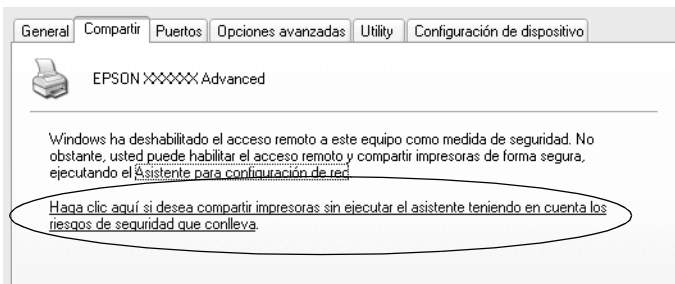 General Compartir Puertos Opciones avanzadas Utility Configuración de dispositivo
EPSON XXXXXX Advanced
Windows ha deshabilitado el acceso remoto a este equipo como medida de seguridad. No
obstante, usted puede habilitar el acceso remoto y compartir impresoras de forma segura,
ejecutando el Asistente para configuración de red.
Haga clic aquí si desea compartir impresoras sin ejecutar el asistente teniendo en cuenta los
riesgos de seguridad que conlleva.